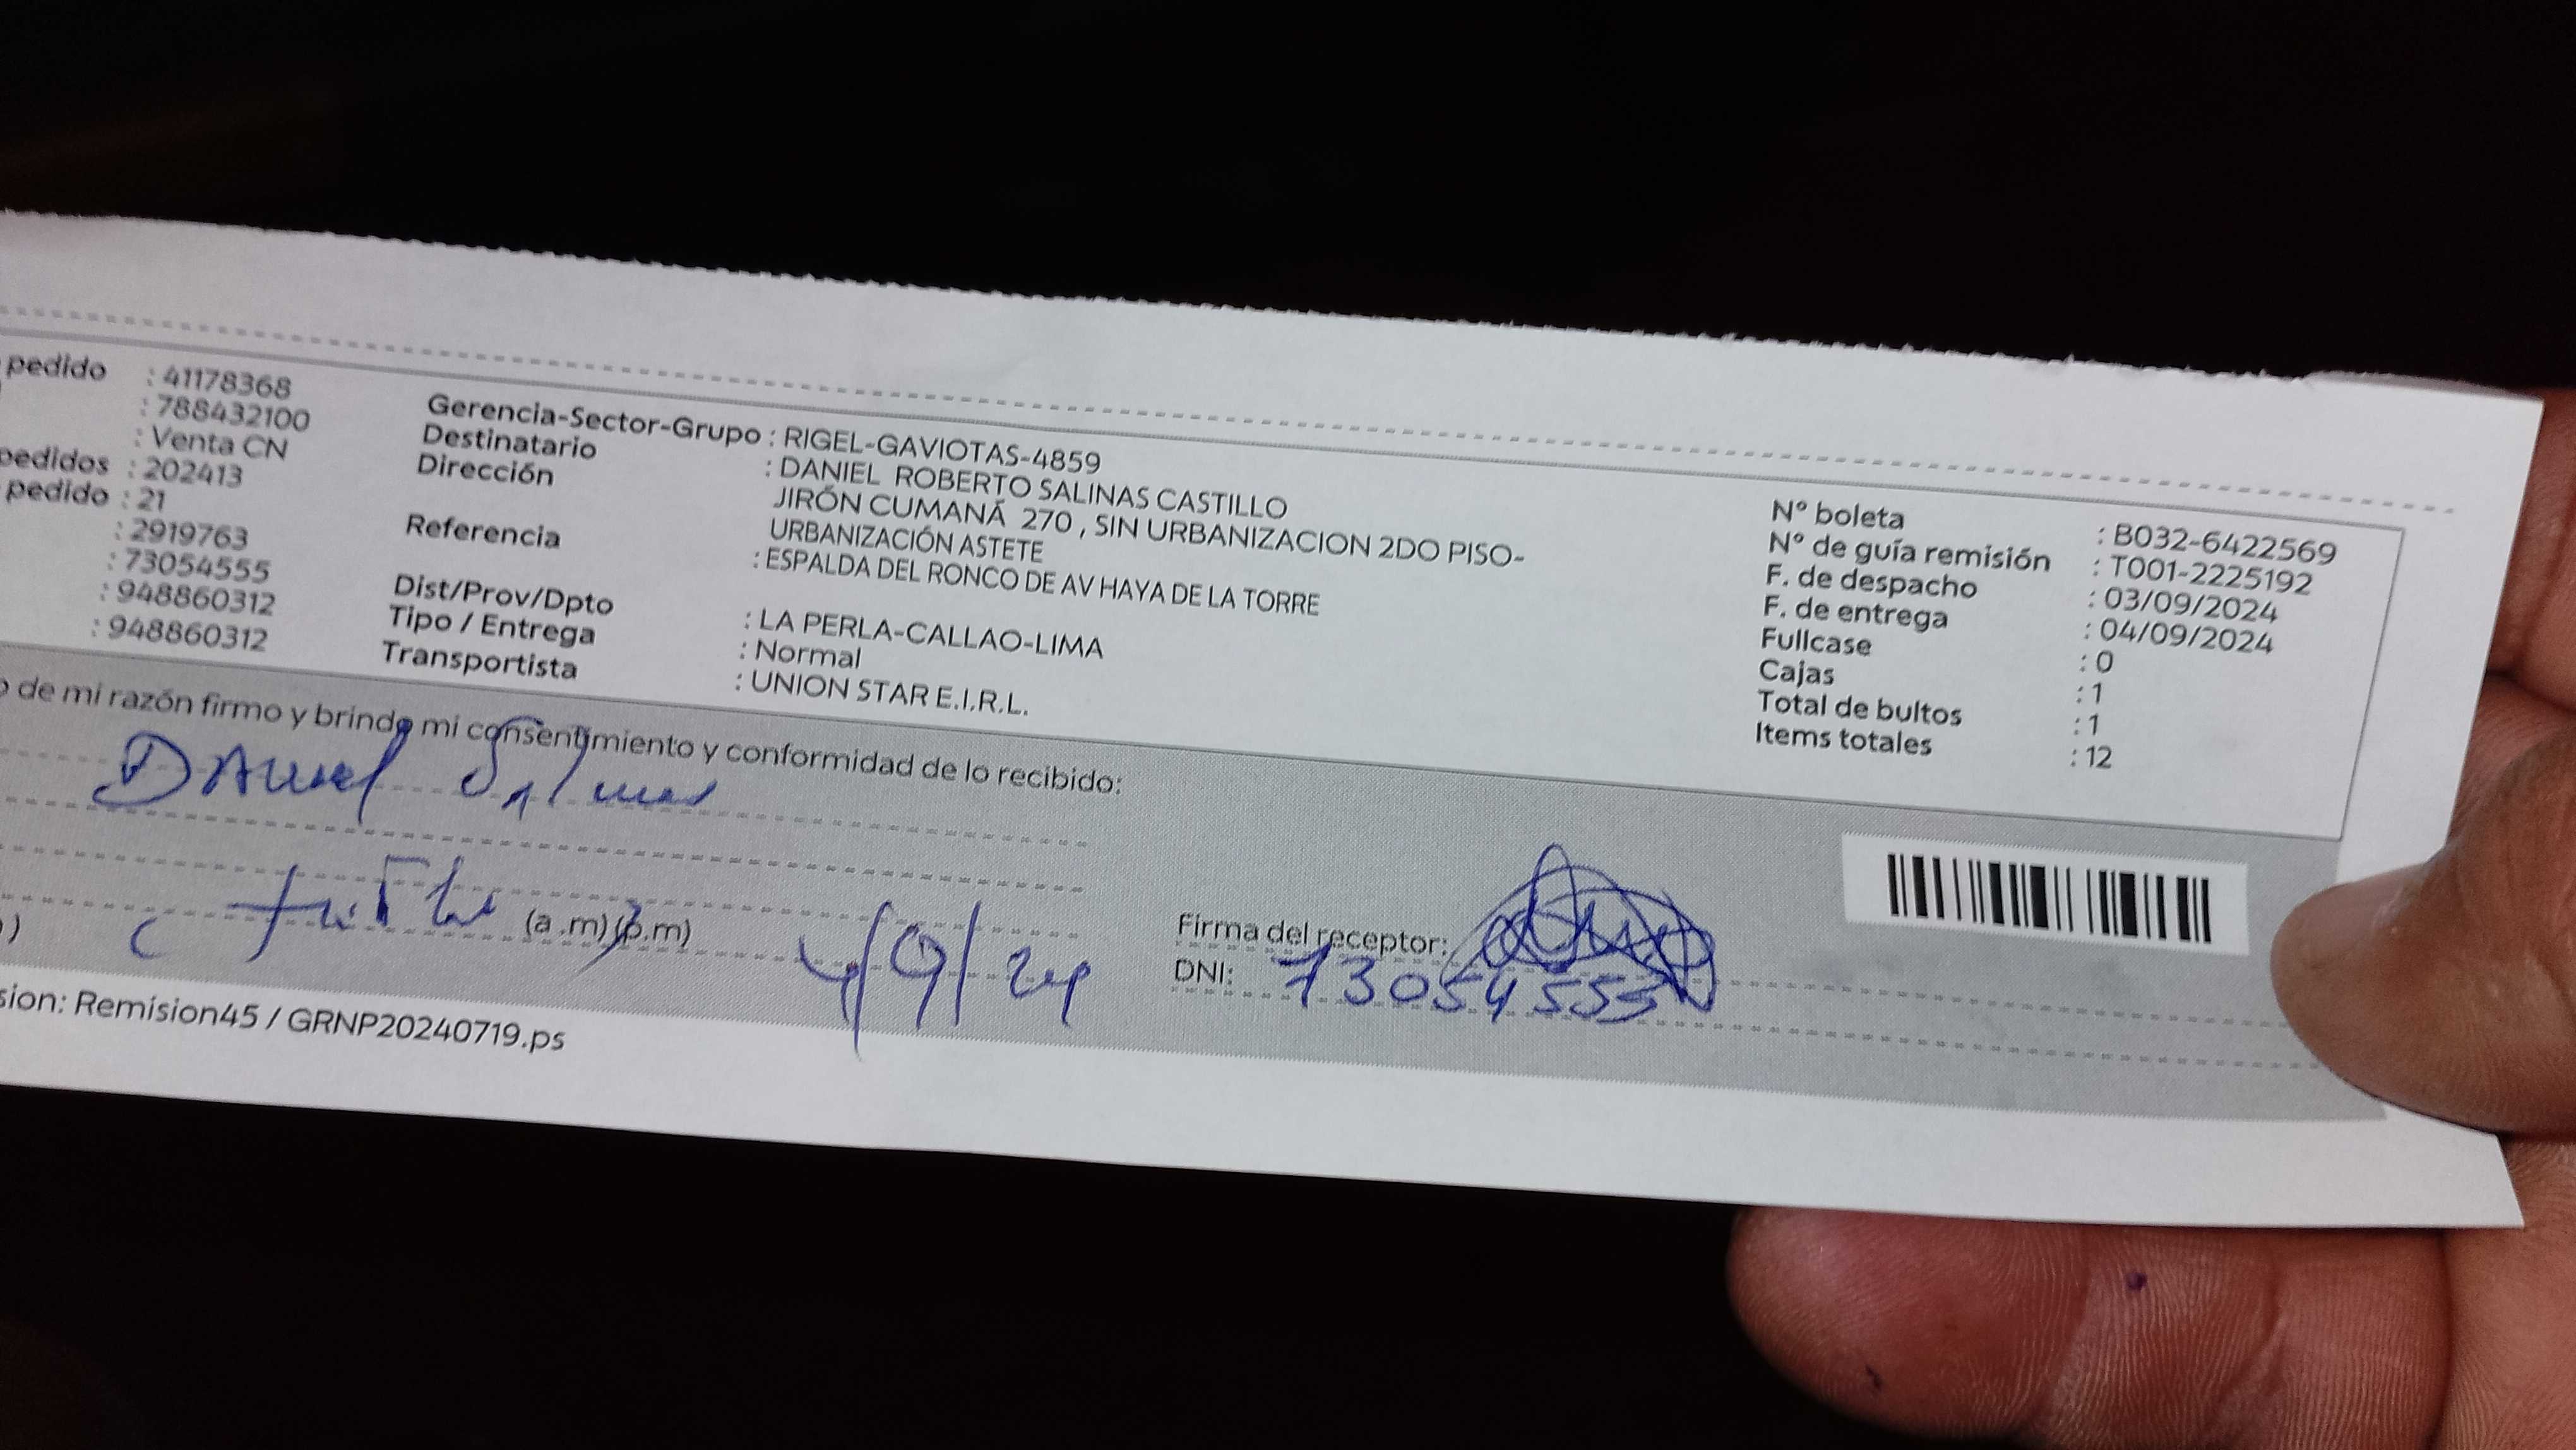 pedido : 41178368
: 788432100
: Venta CN
pedidos : 202413
pedido : 21
: 2919763
: 73054555
: 948860312
: 948860312
Gerencia-Sector-Grupo : RIGEL-GAVIOTAS-4859
Destinatario : DANIEL ROBERTO SALINAS CASTILLO
Dirección JIRÓN CUMANÁ 270 , SIN URBANIZACION 2DO PISO-
URBANIZACIÓN ASTETE
Referencia : ESPALDA DEL RONCO DE AV HAYA DE LA TORRE
Dist/Prov/Dpto : LA PERLA-CALLAO-LIMA
Tipo / Entrega : Normal
Transportista : UNION STAR E.I.R.L.
N° boleta : B032-6422569
N° de guía remisión : T001-2225192
F. de despacho : 03/09/2024
F. de entrega : 04/09/2024
Fullcase : 0
Cajas : 1
Total de bultos : 1
Items totales : 12
de mi razón firmo y brindo mi consentimiento y conformidad de lo recibido:
Daniel Salinas
(a .m) (p.m) 4/9/24
Firma del receptor:
DNI: 73054555
sion: Remision45 / GRNP20240719.ps